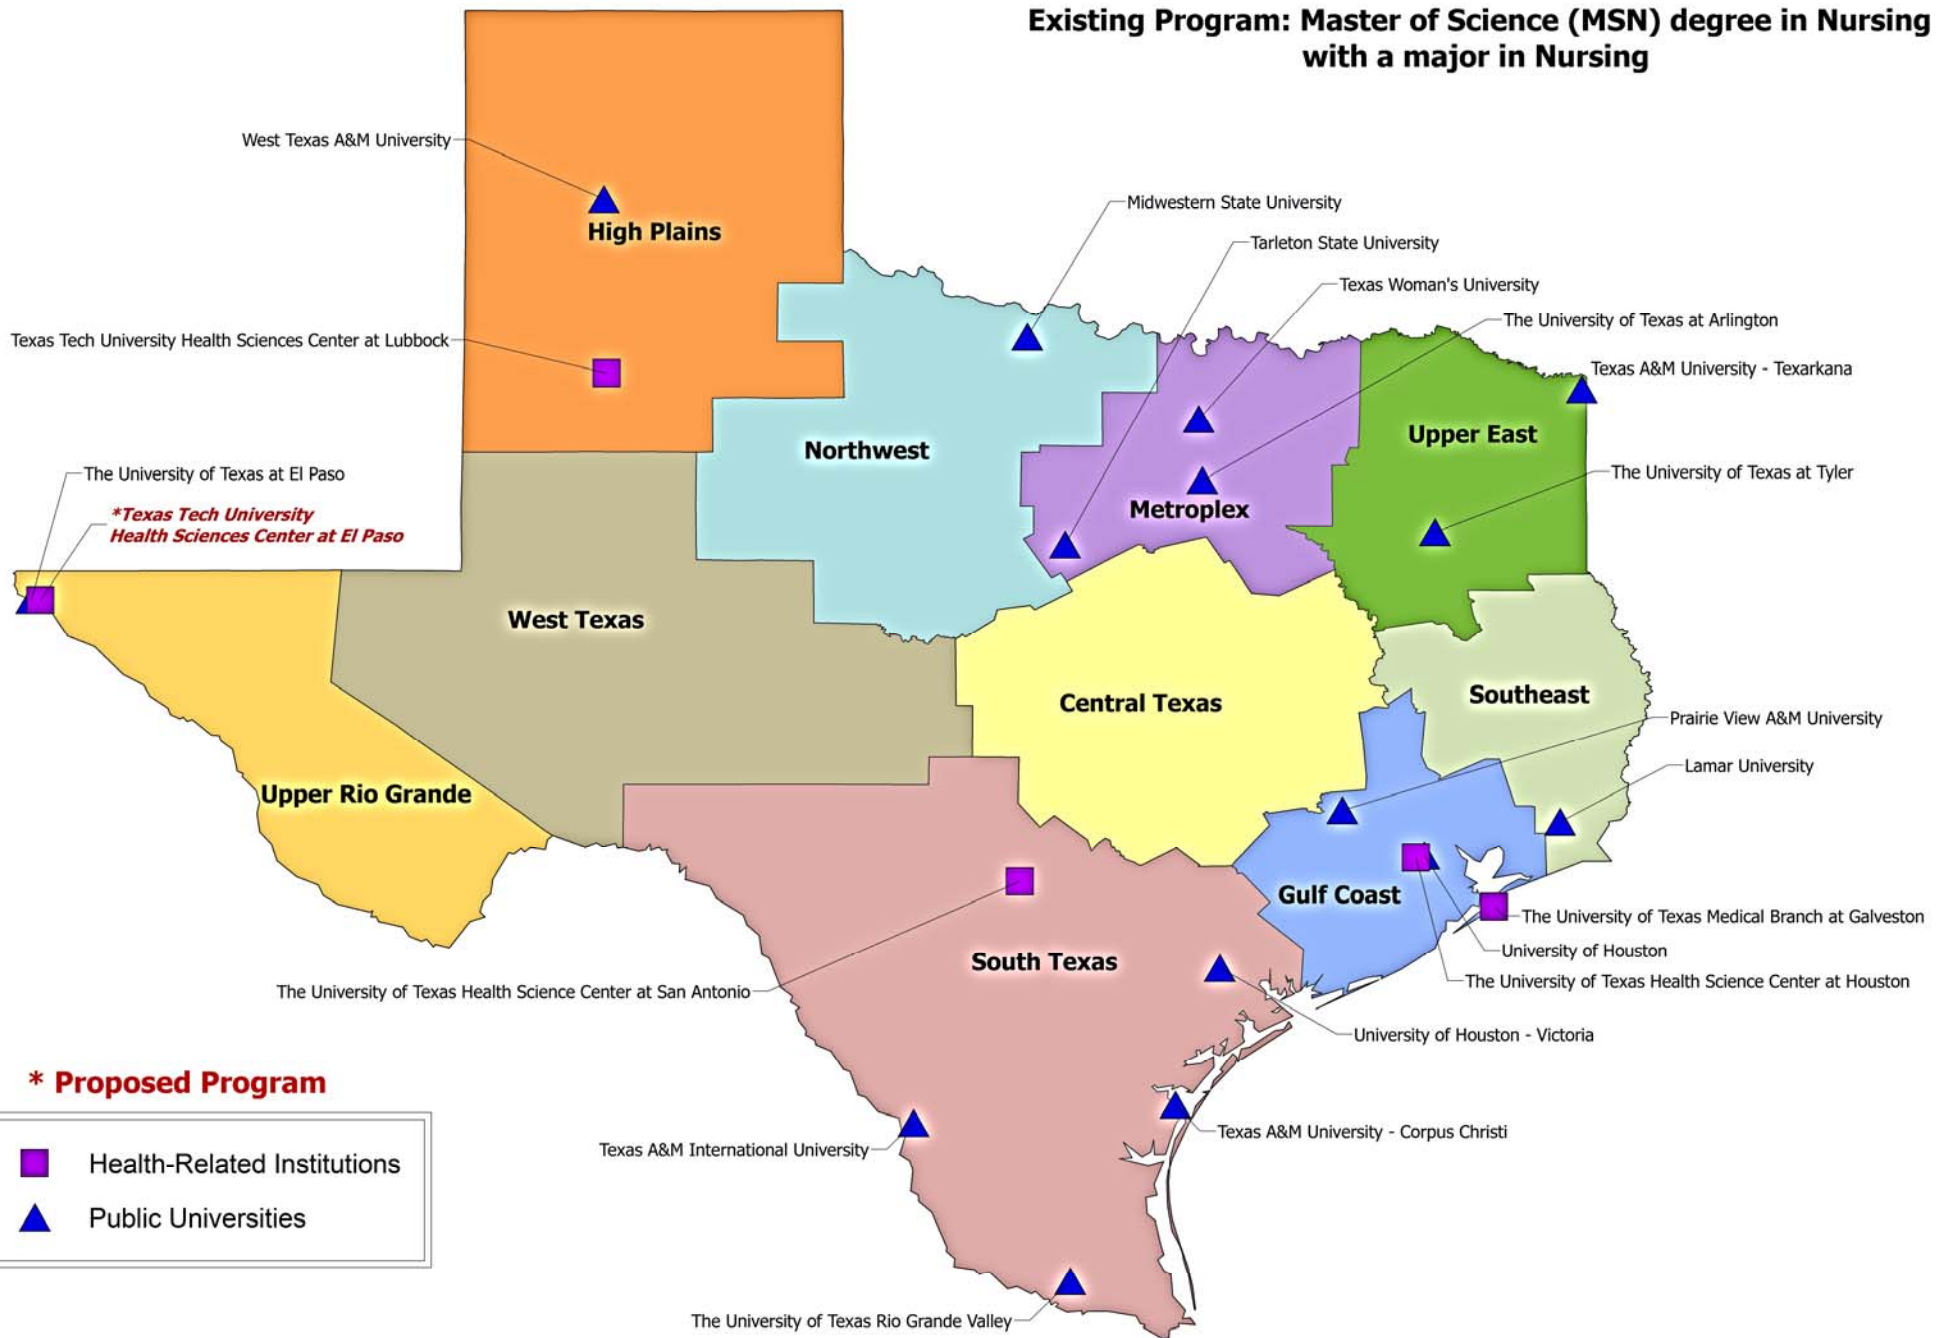 Existing Program: Master of Science (MSN) degree in Nursing
with a major in Nursing
West Texas A&M University
High Plains
Midwestern State University
Tarleton State University
Texas Woman's University
The University of Texas at Arlington
Texas Tech University Health Sciences Center at Lubbock
Texas A&M University - Texarkana
Northwest
Upper East
The University of Texas at El Paso
The University of Texas at Tyler
*Texas Tech University
Health Sciences Center at El Paso
Metroplex
West Texas
Central Texas
Southeast
Prairie View A&M University
Lamar University
Upper Rio Grande
Gulf Coast
The University of Texas Medical Branch at Galveston
University of Houston
South Texas
The University of Texas Health Science Center at Houston
The University of Texas Health Science Center at San Antonio
University of Houston - Victoria
* Proposed Program
Texas A&M University - Corpus Christi
Texas A&M International University
Health-Related Institutions
Public Universities
The University of Texas Rio Grande Valley